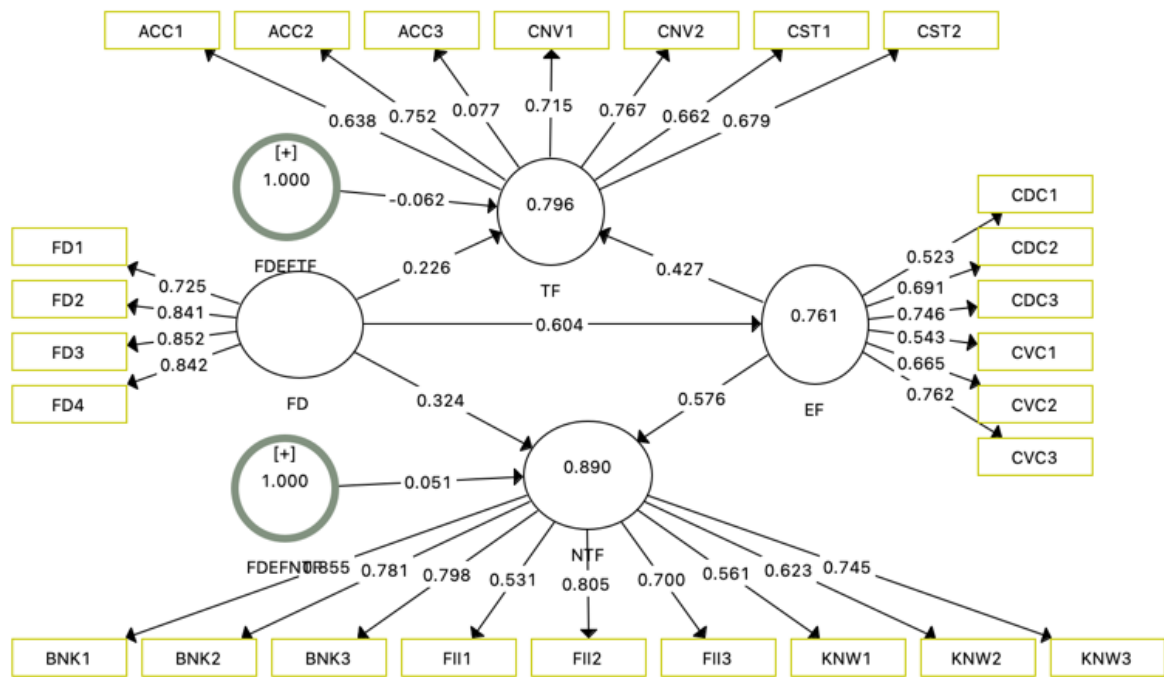 ACC1 ACC2 ACC3 CNV1 CNV2 CST1 CST2
0.638 0.752 0.077 0.715 0.767 0.662 0.679
[+]
1.000
-0.062
0.796
FDEFTF
TF
CDC1
CDC2
CDC3
CVC1
CVC2
CVC3
0.523
0.691
0.746
0.543
0.665
0.762
0.226
0.427
FD1
FD2
FD3
FD4
0.725
0.841
0.852
0.842
0.604
0.761
FD
EF
0.324
0.576
[+]
1.000
0.051
0.890
FDEFNTF
NTF
0.855 0.781 0.798 0.531 0.805 0.700 0.561 0.623 0.745
BNK1 BNK2 BNK3 FII1 FII2 FII3 KNW1 KNW2 KNW3